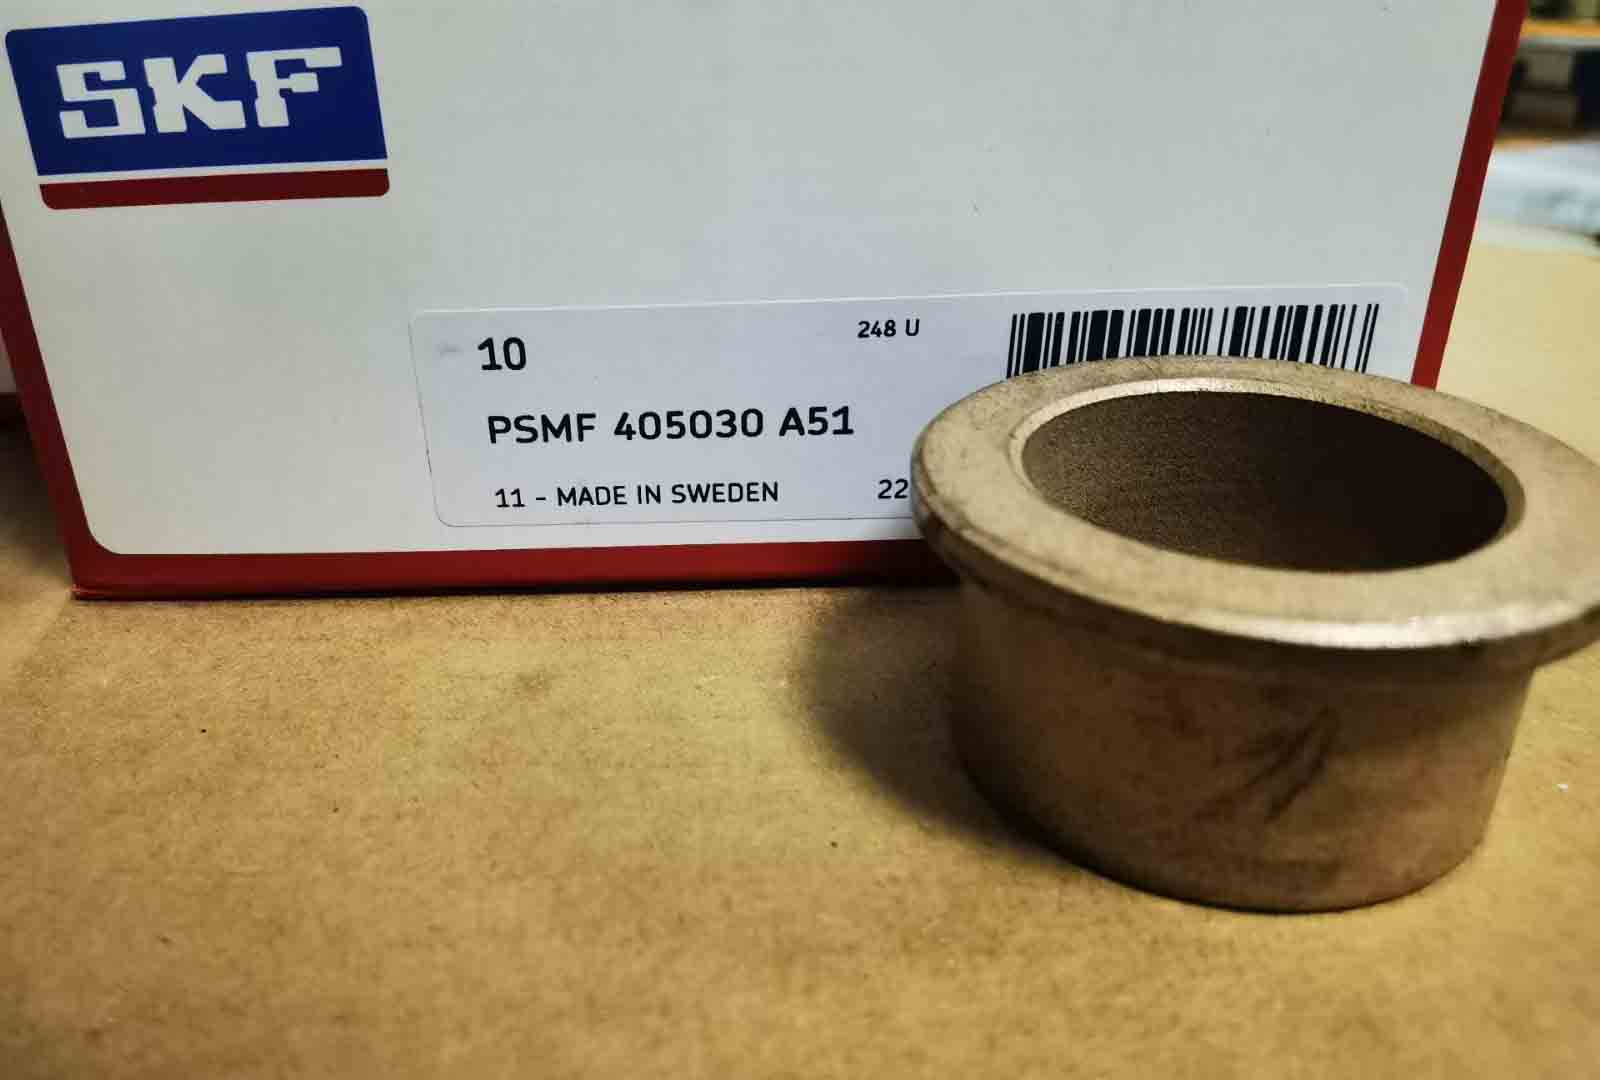 SKF
10
248 U
PSMF 405030 A51
11 - MADE IN SWEDEN
22